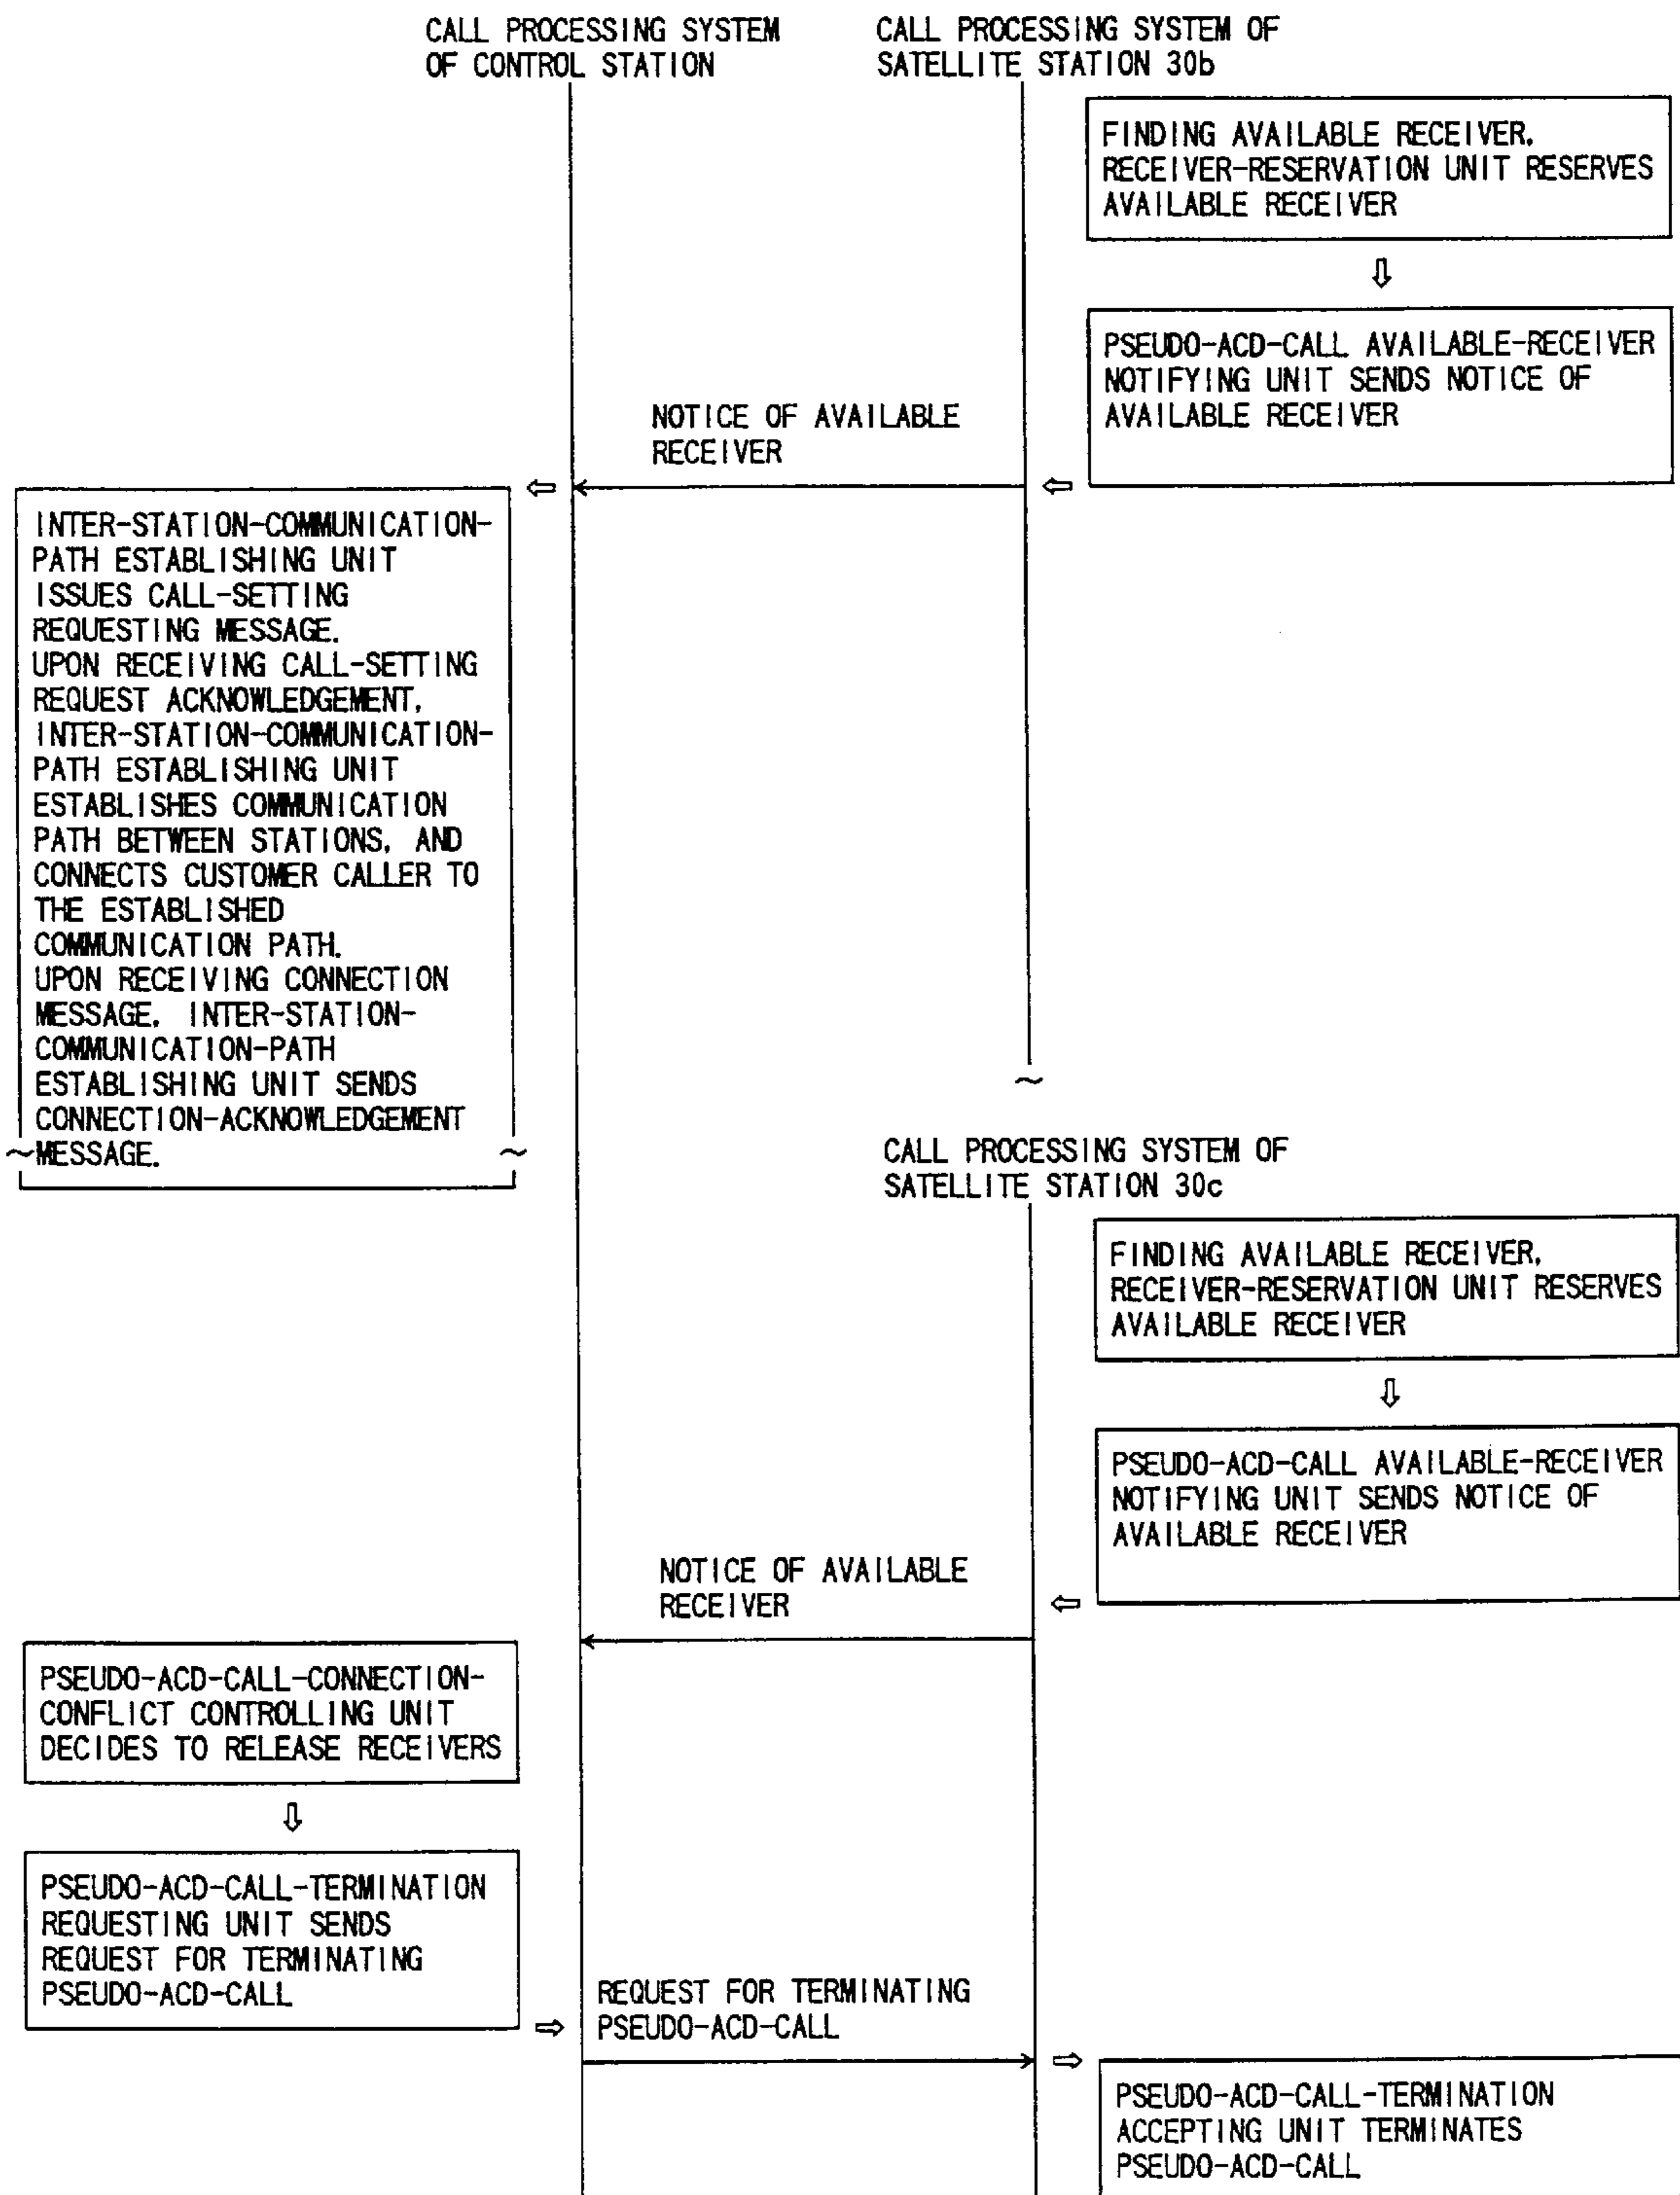 CALL PROCESSING SYSTEM
OF CONTROL STATION
CALL PROCESSING SYSTEM OF
SATELLITE STATION 30b
FINDING AVAILABLE RECEIVER,
RECEIVER-RESERVATION UNIT RESERVES
AVAILABLE RECEIVER
PSEUDO-ACD-CALL AVAILABLE-RECEIVER
NOTIFYING UNIT SENDS NOTICE OF
AVAILABLE RECEIVER
NOTICE OF AVAILABLE
RECEIVER
INTER-STATION-COMMUNICATION-
PATH ESTABLISHING UNIT
ISSUES CALL-SETTING
REQUESTING MESSAGE.
UPON RECEIVING CALL-SETTING
REQUEST ACKNOWLEDGEMENT,
INTER-STATION-COMMUNICATION-
PATH ESTABLISHING UNIT
ESTABLISHES COMMUNICATION
PATH BETWEEN STATIONS, AND
CONNECTS CUSTOMER CALLER TO
THE ESTABLISHED
COMMUNICATION PATH.
UPON RECEIVING CONNECTION
MESSAGE, INTER-STATION-
COMMUNICATION-PATH
ESTABLISHING UNIT SENDS
CONNECTION-ACKNOWLEDGEMENT
MESSAGE.
CALL PROCESSING SYSTEM OF
SATELLITE STATION 30c
FINDING AVAILABLE RECEIVER,
RECEIVER-RESERVATION UNIT RESERVES
AVAILABLE RECEIVER
PSEUDO-ACD-CALL AVAILABLE-RECEIVER
NOTIFYING UNIT SENDS NOTICE OF
AVAILABLE RECEIVER
NOTICE OF AVAILABLE
RECEIVER
PSEUDO-ACD-CALL-CONNECTION-
CONFLICT CONTROLLING UNIT
DECIDES TO RELEASE RECEIVERS
PSEUDO-ACD-CALL-TERMINATION
REQUESTING UNIT SENDS
REQUEST FOR TERMINATING
PSEUDO-ACD-CALL
REQUEST FOR TERMINATING
PSEUDO-ACD-CALL
PSEUDO-ACD-CALL-TERMINATION
ACCEPTING UNIT TERMINATES
PSEUDO-ACD-CALL